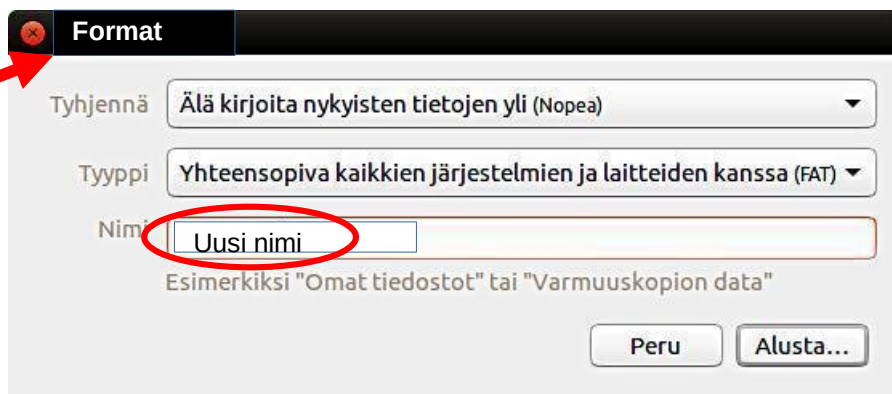 Format
Tyhjennä Älä kirjoita nykyisten tietojen yli (Nopea)
Tyyppi Yhteensopiva kaikkien järjestelmien ja laitteiden kanssa (FAT)
Nimi Uusi nimi
Esimerkiksi "Omat tiedostot" tai "Varmuuskopion data"
Peru Alusta...